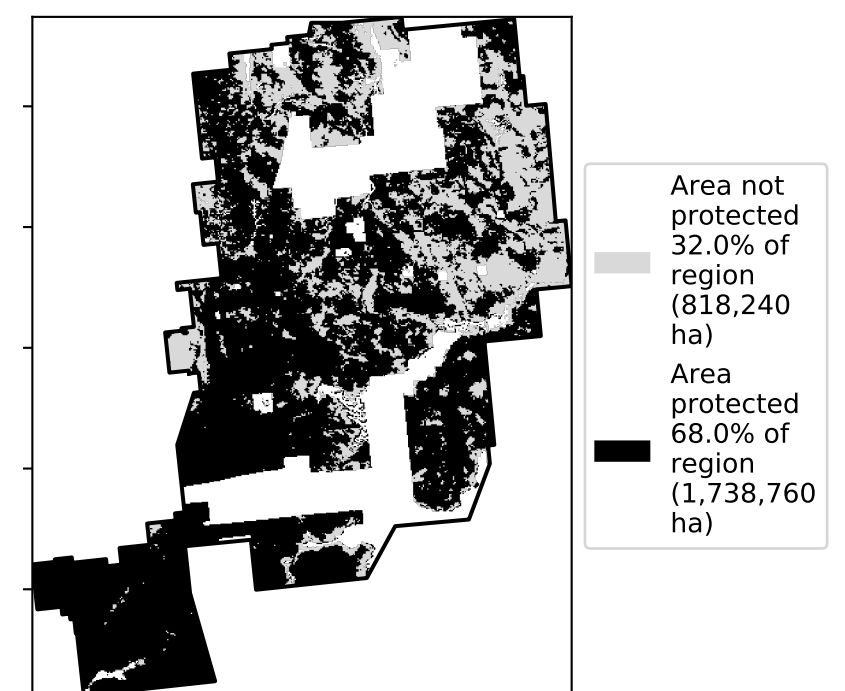 Area not
protected
32.0% of
region
(818,240
ha)
Area
protected
68.0% of
region
(1,738,760
ha)